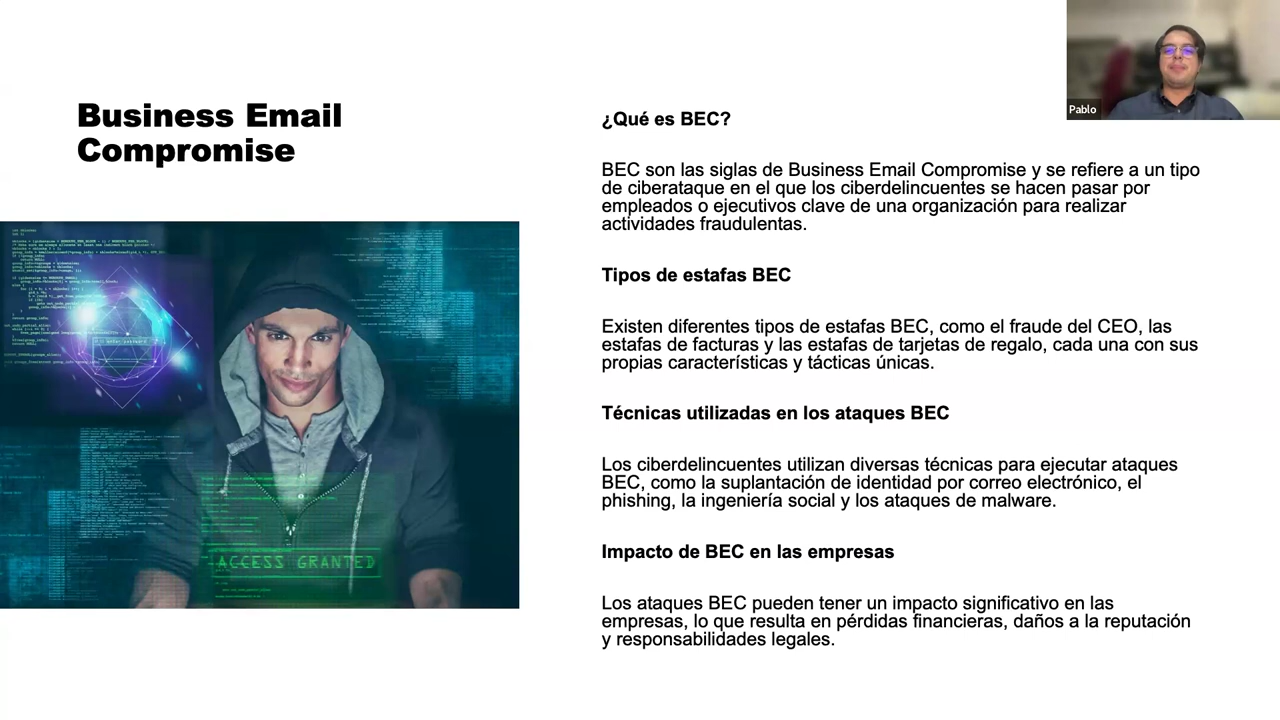 Business Email
Compromise
Pablo
¿Qué es BEC?
BEC son las siglas de Business Email Compromise y se refiere a un tipo
de ciberataque en el que los ciberdelincuentes se hacen pasar por
empleados o ejecutivos clave de una organización para realizar
actividades fraudulentas.
Tipos de estafas BEC
Existen diferentes tipos de estafas BEC, como el fraude del CEO, las
estafas de facturas y las estafas de tarjetas de regalo, cada una con sus
propias características y tácticas únicas.
Técnicas utilizadas en los ataques BEC
Los ciberdelincuentes utilizan diversas técnicas para ejecutar ataques
BEC, como la suplantación de identidad por correo electrónico, el
phishing, la ingeniería social y los ataques de malware.
Impacto de BEC en las empresas
Los ataques BEC pueden tener un impacto significativo en las
empresas, lo que resulta en pérdidas financieras, daños a la reputación
y responsabilidades legales.
ACCESS GRANTED